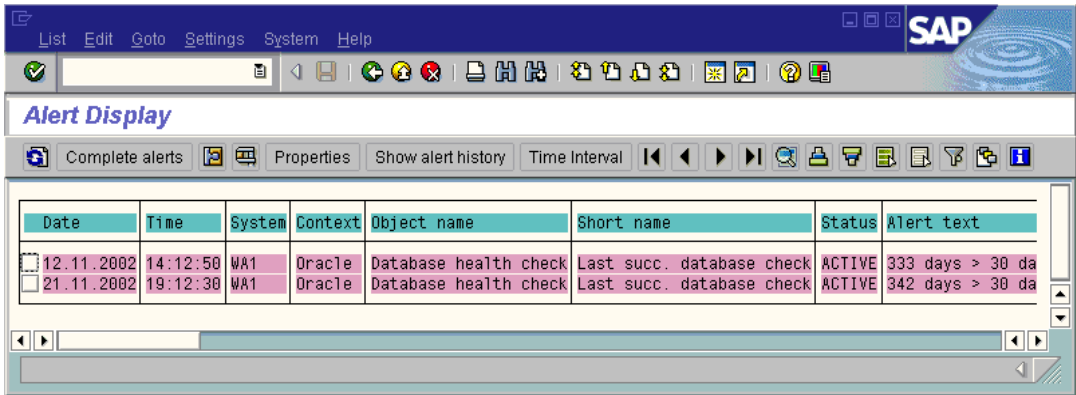 List Edit Goto Settings System Help
SAP
Alert Display
Complete alerts Properties Show alert history Time Interval
Date Time System Context Object name Short name Status Alert text
12.11.2002 14:12:50 WA1 Oracle Database health check Last succ. database check ACTIVE 333 days > 30 da
21.11.2002 19:12:30 WA1 Oracle Database health check Last succ. database check ACTIVE 342 days > 30 da